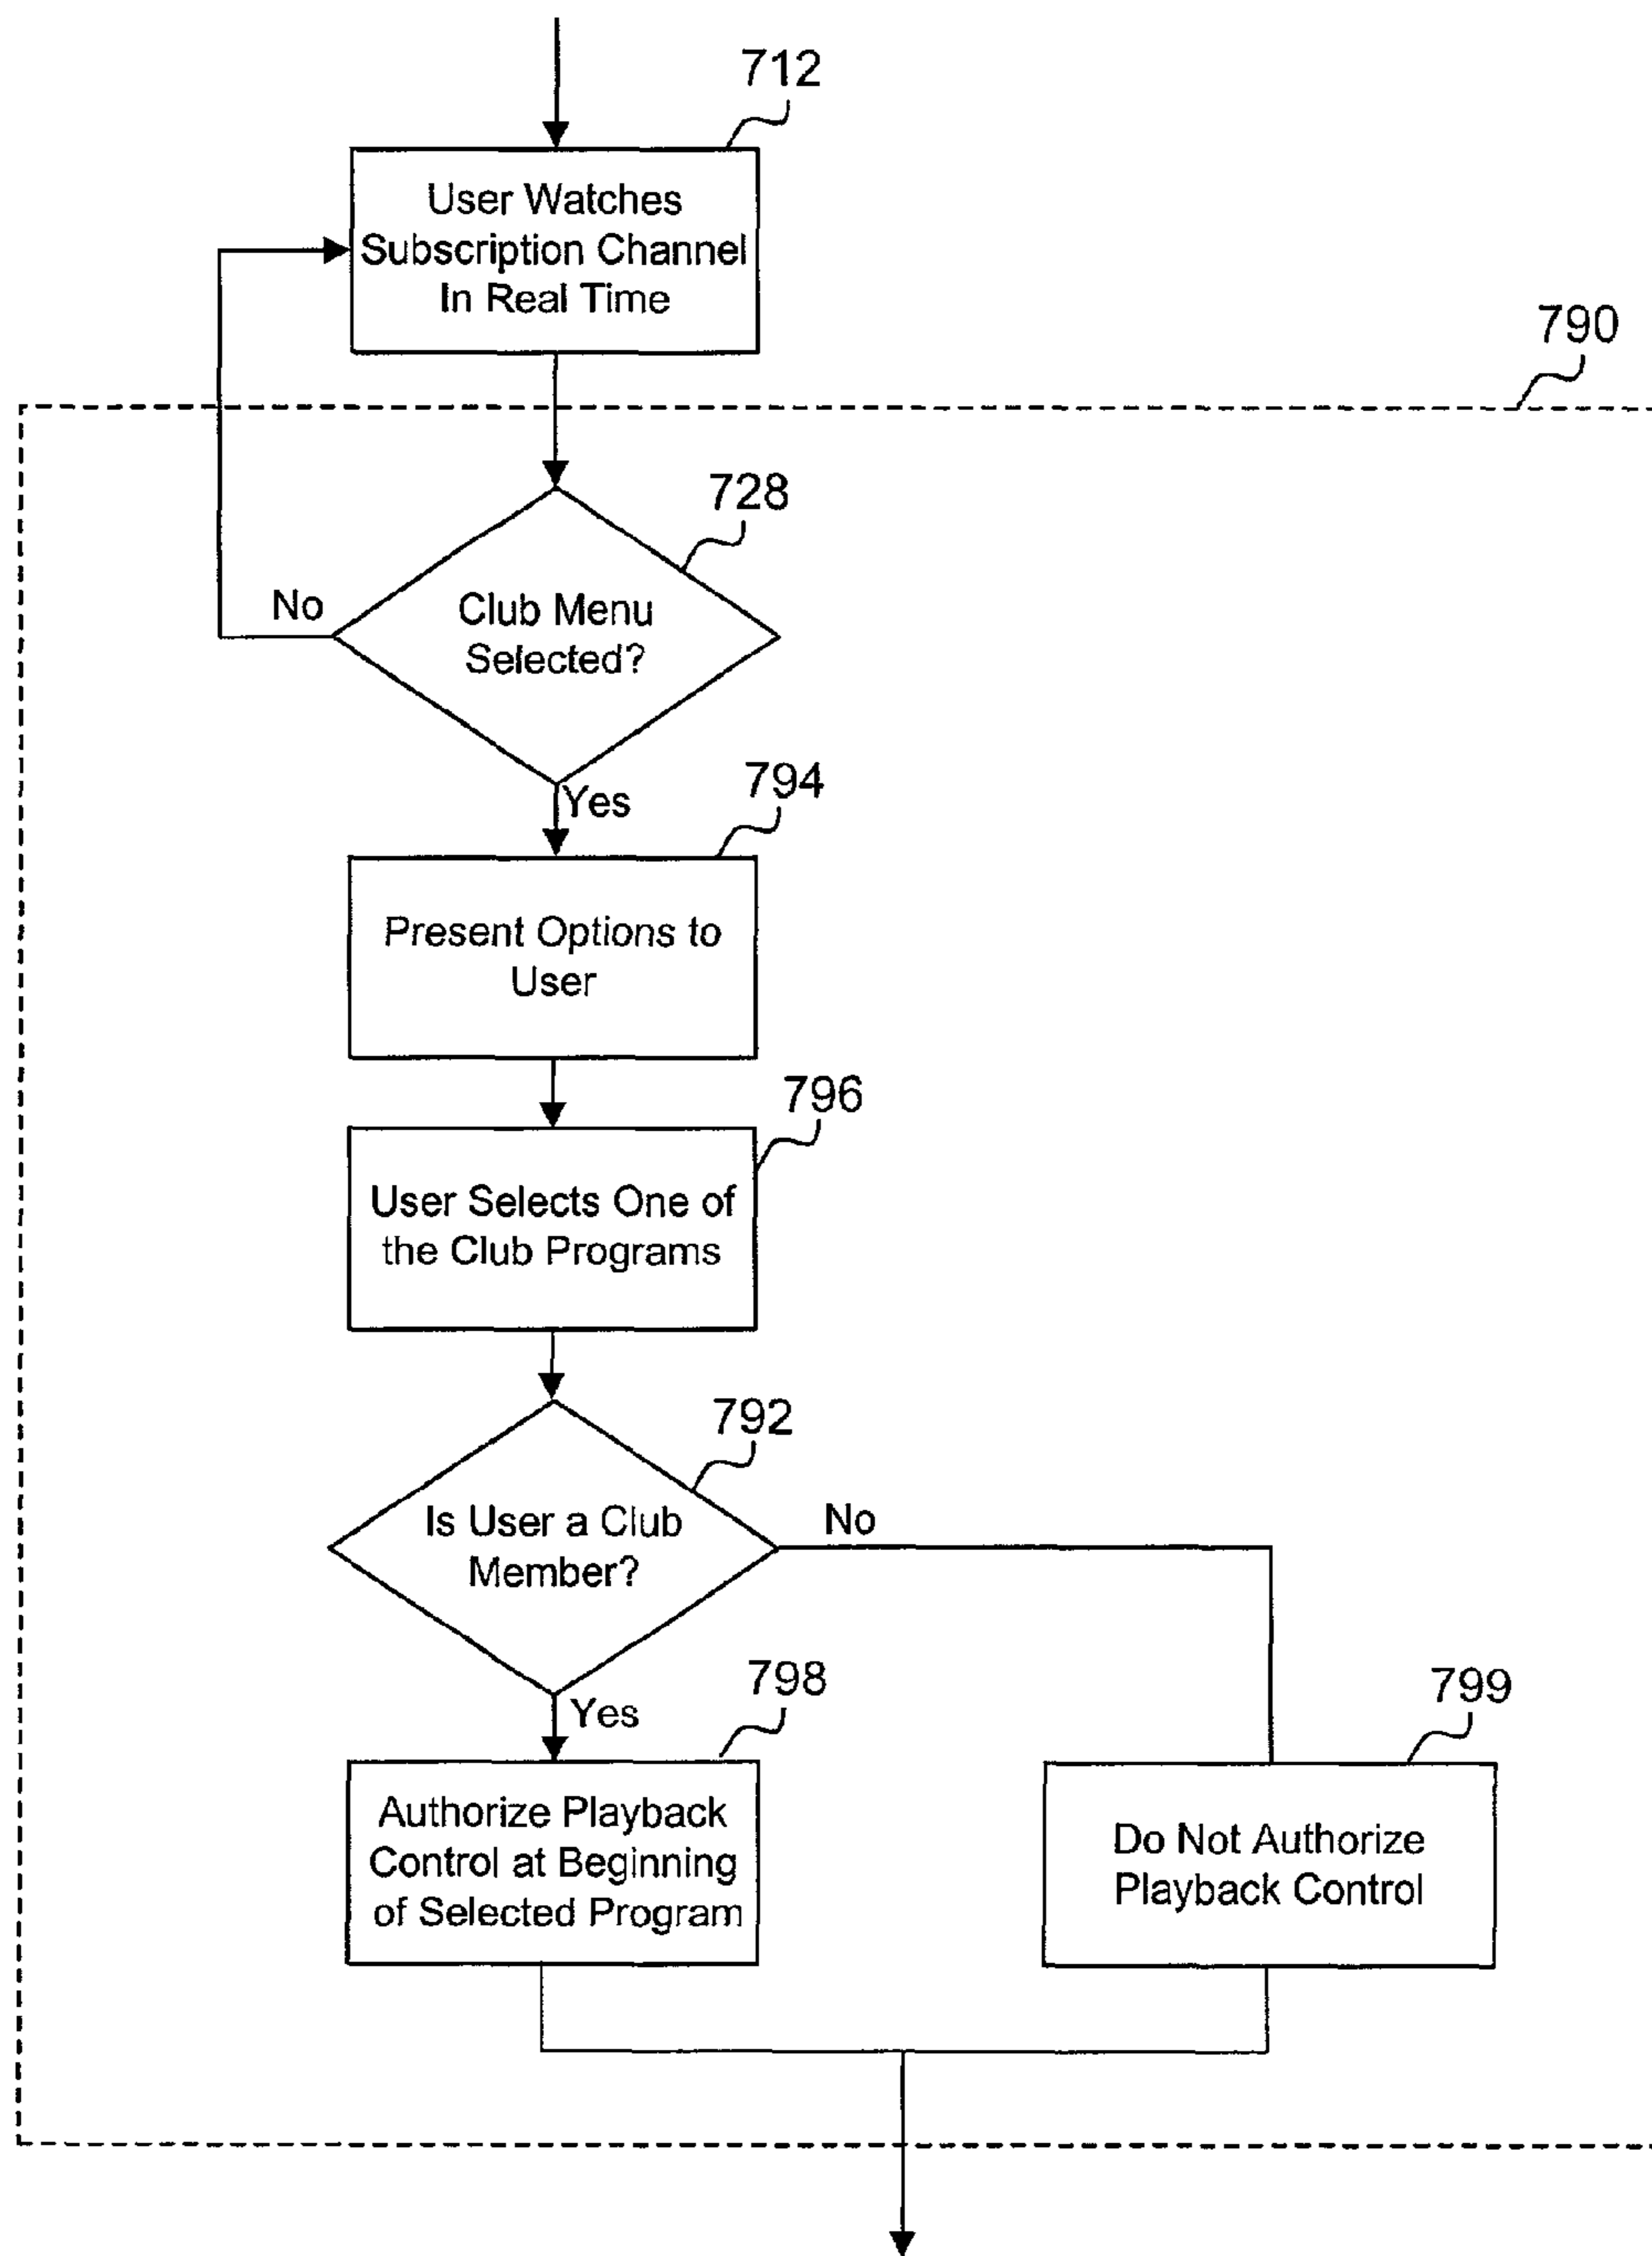 712
User Watches
Subscription Channel
In Real Time
790
728
Club Menu
Selected?
No
Yes
794
Present Options to
User
796
User Selects One of
the Club Programs
792
Is User a Club
Member?
No
Yes
798
Authorize Playback
Control at Beginning
of Selected Program
799
Do Not Authorize
Playback Control